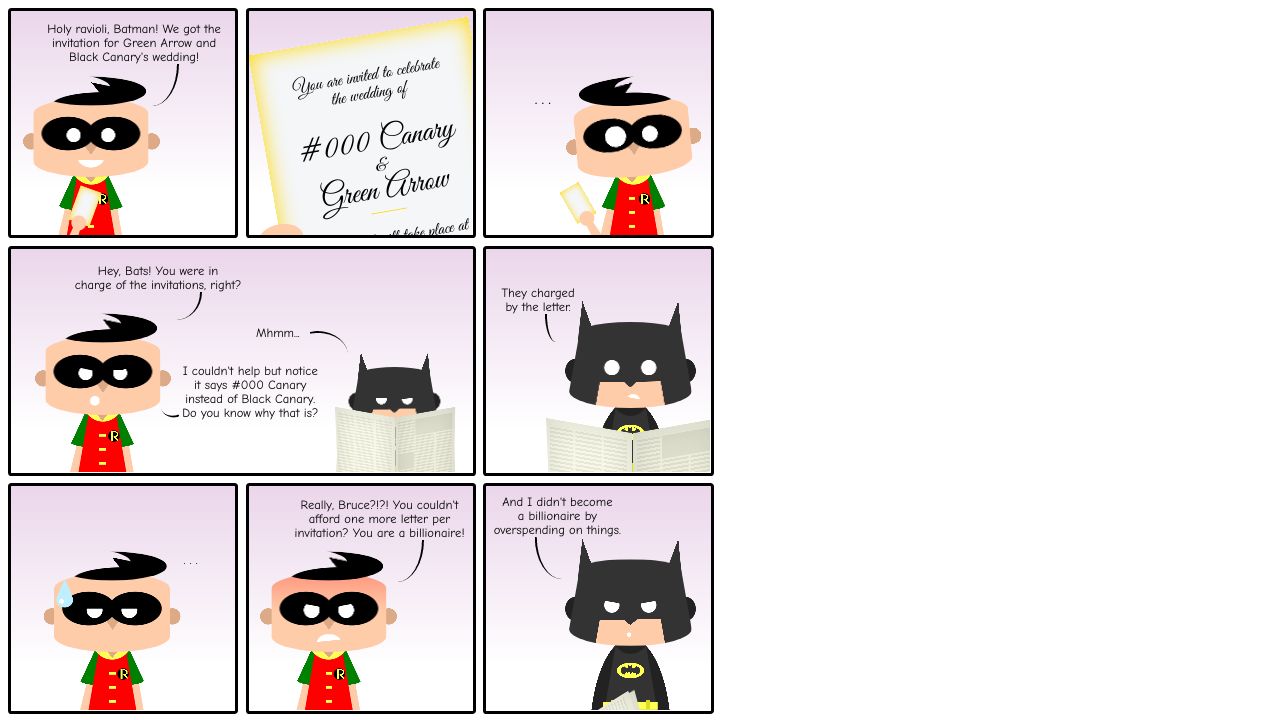 Holy ravioli, Batman! We got the
invitation for Green Arrow and
Black Canary's wedding!
You are invited to celebrate
the wedding of
#000 Canary
&
Green Arrow
take place at
. . .
Hey, Bats! You were in
charge of the invitations, right?
Mhmm...
I couldn't help but notice
it says #000 Canary
instead of Black Canary.
Do you know why that is?
R
They charged
by the letter.
. . .
R
Really, Bruce?!?! You couldn't
afford one more letter per
invitation? You are a billionaire!
R
And I didn't become
a billionaire by
overspending on things.